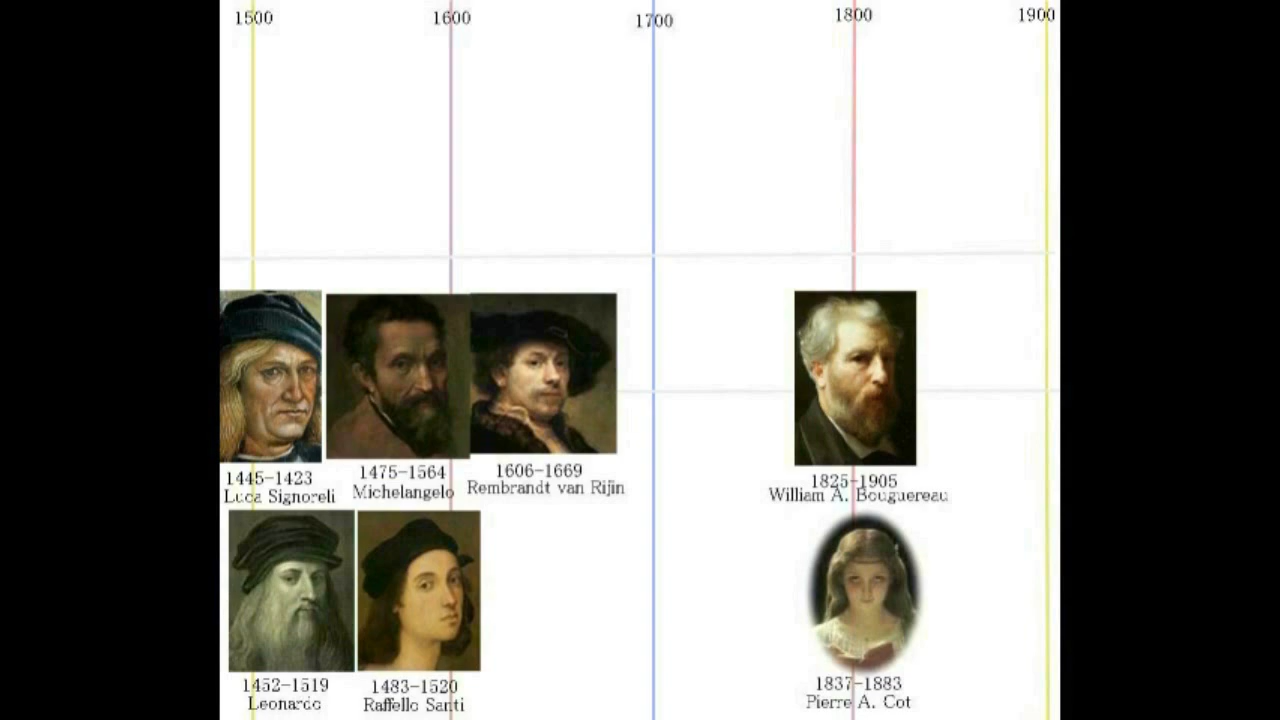 1500
1600
1700
1800
1900
1445-1423
Luca Signoreli
1475-1564
Michelangelo
1606-1669
Rembrandt van Rijin
1825-1905
William A. Bouguereau
1452-1519
Leonardo
1483-1520
Raffello Santi
1837-1883
Pierre A. Cot